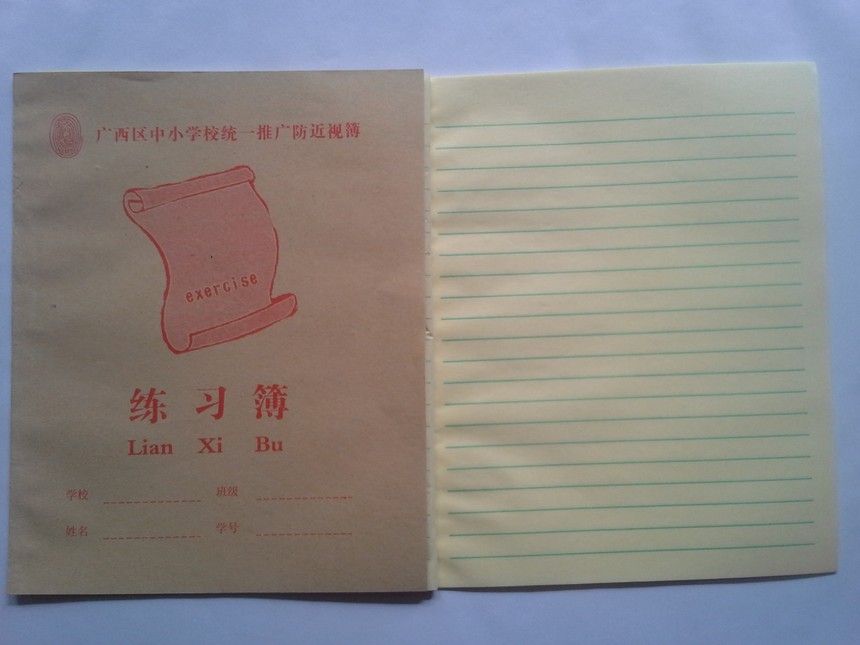 广西区中小学校统一推广防近视簿
exercise
练习簿
Lian Xi Bu
学校 班级
姓名 学号